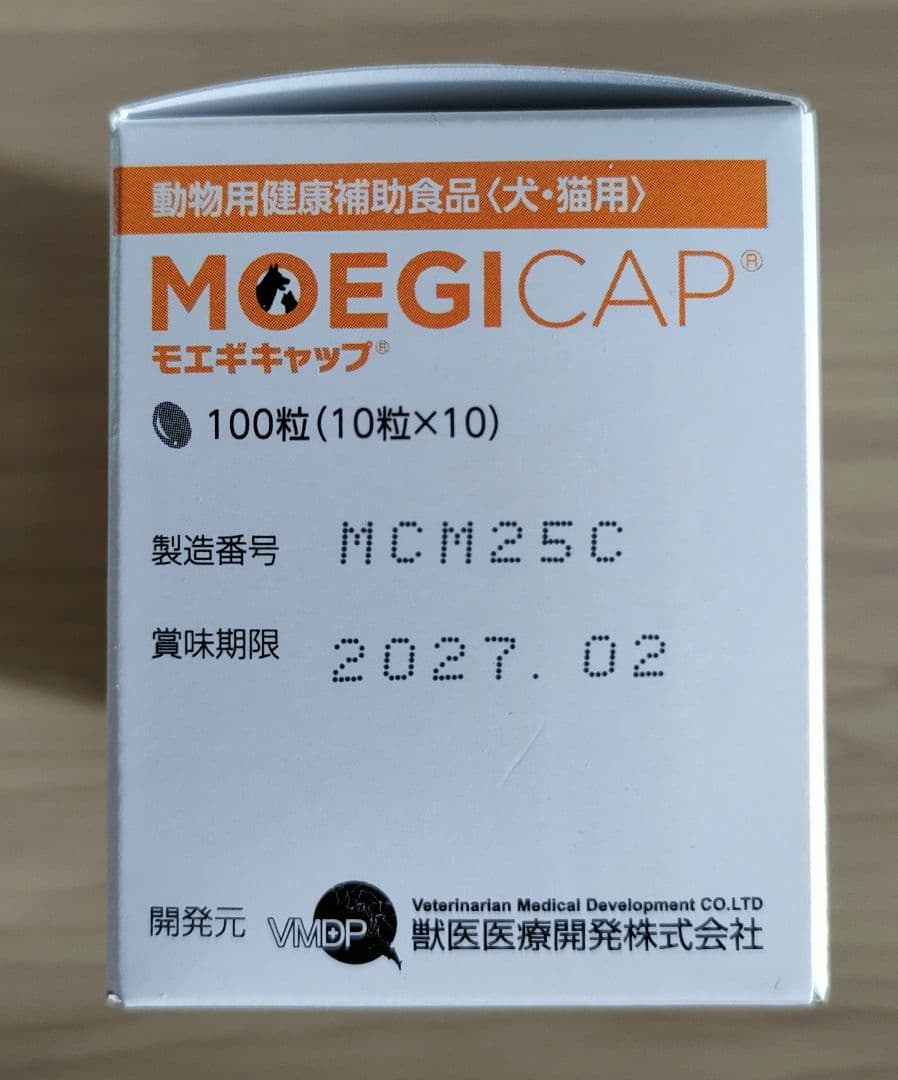 動物用健康補助食品〈犬・猫用〉
MOEGICAP®
モエギキャップ®
100粒(10粒×10)
製造番号 MCM25C
賞味期限 2027.02
開発元 VMDP Veterinarian Medical Development CO.LTD
獣医医療開発株式会社